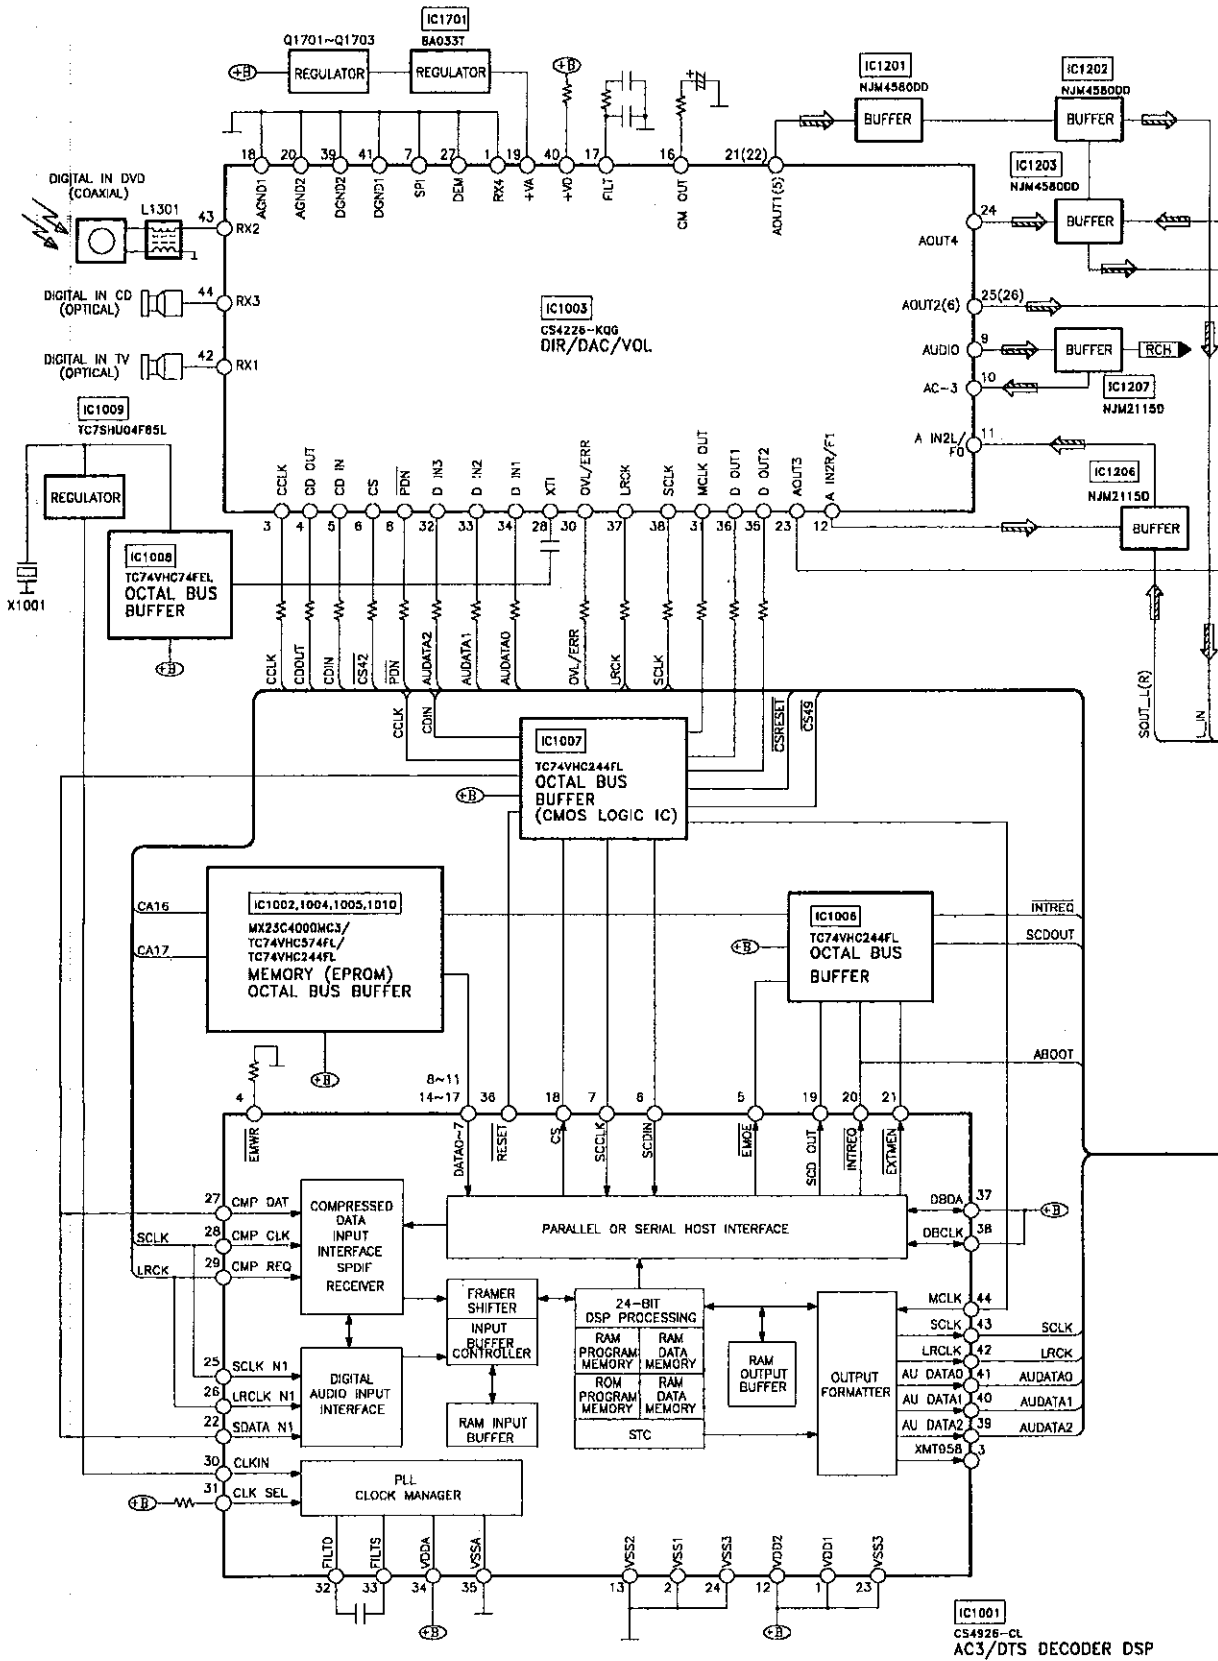 IC1701
Q1701~Q1703
BA033T
+B
REGULATOR
REGULATOR
+B
+
IC1201
NJM4580DD
BUFFER
IC1202
NJM4580DD
BUFFER
18
20
39
41
7
27
1
19
40
17
16
21(22)
AGND1
AGND2
DGND2
DGND1
SPI
DEM
RX4
+VA
+VD
FILT
CM OUT
AOUT1(5)
IC1203
NJM4580DD
BUFFER
DIGITAL IN DVD
(COAXIAL)
L1301
43
RX2
24
AOUT4
DIGITAL IN CD
(OPTICAL)
44
RX3
IC1003
CS4226-KQG
DIR/DAC/VOL
AOUT2(6)
25(26)
DIGITAL IN TV
(OPTICAL)
42
RX1
AUDIO
9
BUFFER
RCH
AC-3
10
IC1207
NJM2115D
IC1009
TC7SHU04F85L
A IN2L/
F0
11
REGULATOR
IC1206
NJM2115D
BUFFER
CCLK
CD OUT
CD IN
CS
PDN
D IN3
D IN2
D IN1
XTI
OVL/ERR
LRCK
SCLK
MCLK OUT
D OUT1
D OUT2
AOUT3
A IN2R/F1
3
4
5
6
8
32
33
34
28
30
37
38
31
36
35
23
12
IC1008
TC74VHC74FEL
OCTAL BUS
BUFFER
X1001
+B
CCLK
CDOUT
CDIN
CS42
PDN
AUDATA2
AUDATA1
AUDATA0
OVL/ERR
LRCK
SCLK
SOUT_L(R)
L_IN
CCLK
CDIN
CSRESET
CS49
IC1007
TC74VHC244FL
OCTAL BUS
BUFFER
(CMOS LOGIC IC)
+B
CA16
CA17
IC1002,1004,1005,1010
MX23C4000MC3/
TC74VHC574FL/
TC74VHC244FL
MEMORY (EPROM)
OCTAL BUS BUFFER
+B
IC1006
TC74VHC244FL
OCTAL BUS
BUFFER
+B
INTREQ
SCDOUT
ABOOT
4
8~11
14~17
36
18
7
6
5
19
20
21
EMWR
DATA0~7
RESET
CS
SCCLK
SCDIN
EMOE
SCD OUT
INTREQ
EXTMEN
27
CMP DAT
SCLK
28
CMP CLK
LRCK
29
CMP REQ
COMPRESSED
DATA
INPUT
INTERFACE
SPDIF
RECEIVER
PARALLEL OR SERIAL HOST INTERFACE
DBDA
37
DBCLK
38
+B
FRAMER
SHIFTER
INPUT
BUFFER
CONTROLLER
RAM INPUT
BUFFER
24-BIT
DSP PROCESSING
RAM
PROGRAM
MEMORY
RAM
DATA
MEMORY
ROM
PROGRAM
MEMORY
RAM
DATA
MEMORY
STC
RAM
OUTPUT
BUFFER
OUTPUT
FORMATTER
MCLK
44
SCLK
43
SCLK
LRCLK
42
LRCK
AU DATA0
41
AUDATA0
AU DATA1
40
AUDATA1
AU DATA2
39
AUDATA2
XMT958
3
25
SCLK N1
26
LRCLK N1
22
SDATA N1
DIGITAL
AUDIO INPUT
INTERFACE
30
CLKIN
31
CLK SEL
+B
PLL
CLOCK MANAGER
FILT0
FILTS
VDDA
VSSA
VSS2
VSS1
VSS3
VDD2
VDD1
VSS3
32
33
34
35
13
2
24
12
1
23
+B
+B
IC1001
CS4926-CL
AC3/DTS DECODER DSP